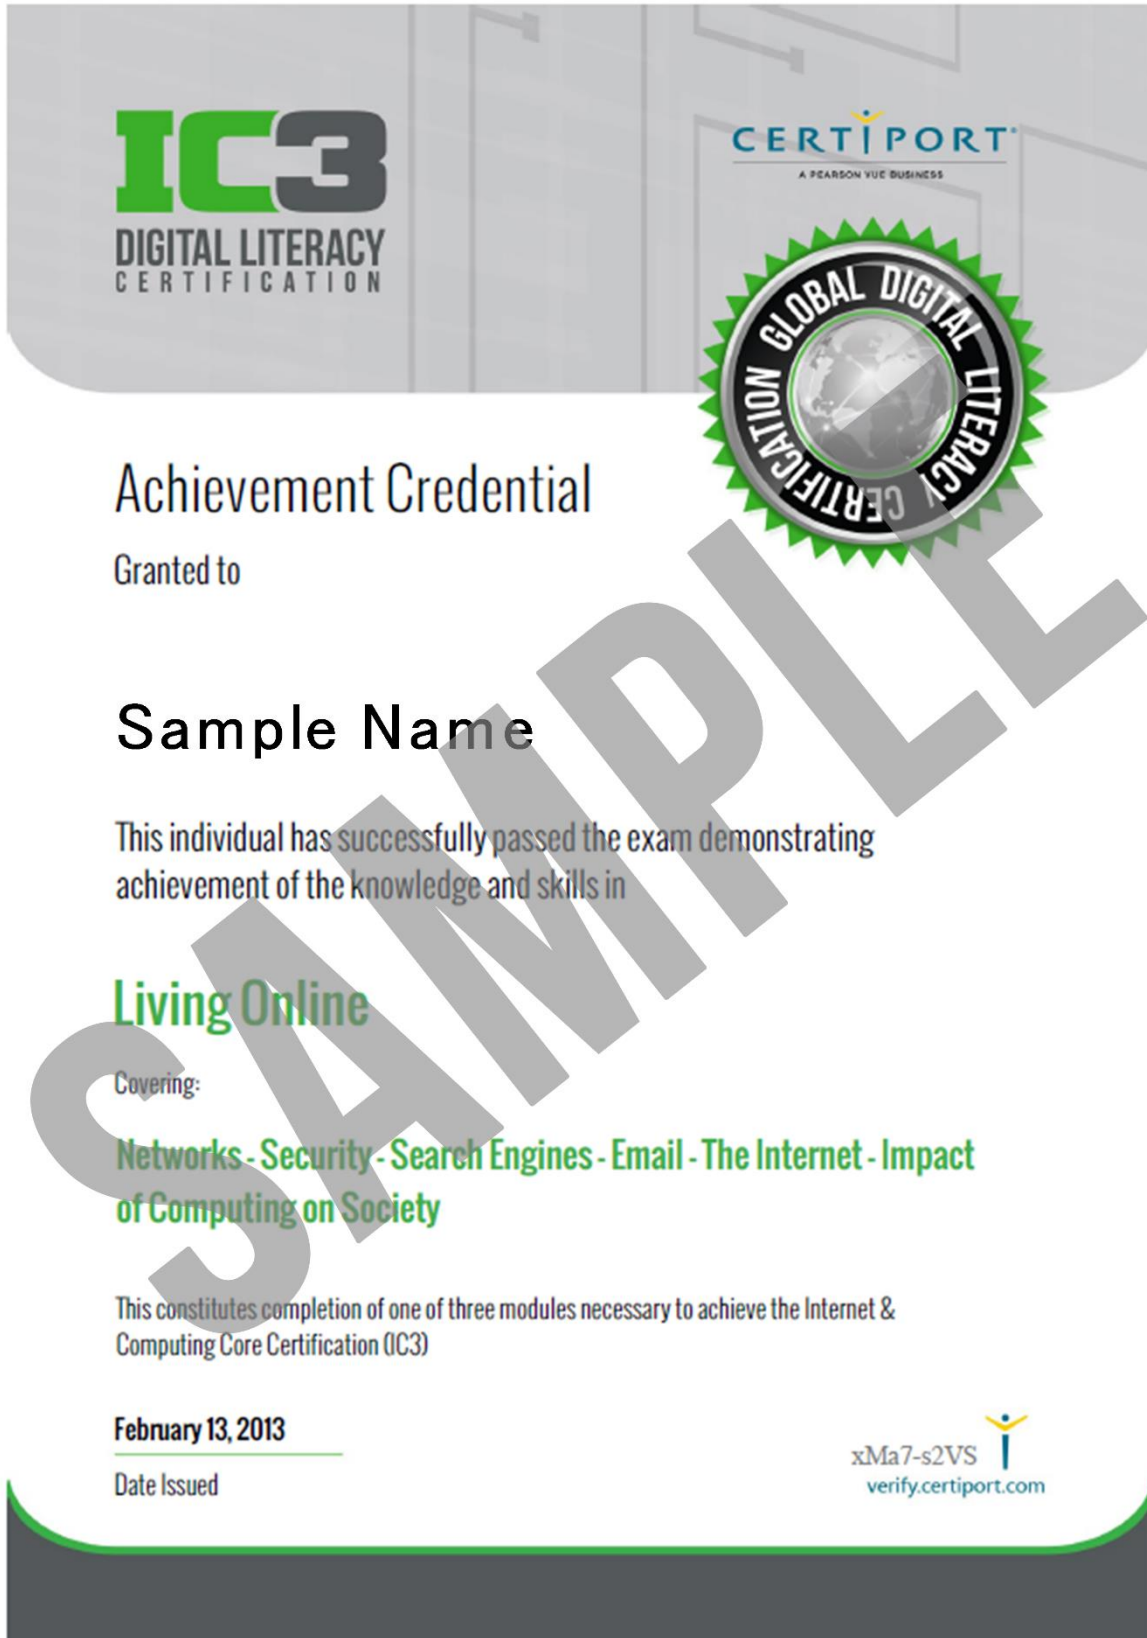 IC3
DIGITAL LITERACY
CERTIFICATION
CERTIPORT
A PEARSON VUE BUSINESS
GLOBAL DIGITAL LITERACY CERTIFICATION
Achievement Credential
Granted to
Sample Name
This individual has successfully passed the exam demonstrating
achievement of the knowledge and skills in
Living Online
Covering:
Networks - Security - Search Engines - Email - The Internet - Impact
of Computing on Society
This constitutes completion of one of three modules necessary to achieve the Internet &
Computing Core Certification (IC3)
February 13, 2013
Date Issued
xMa7-s2VS
verify.certiport.com
SAMPLE